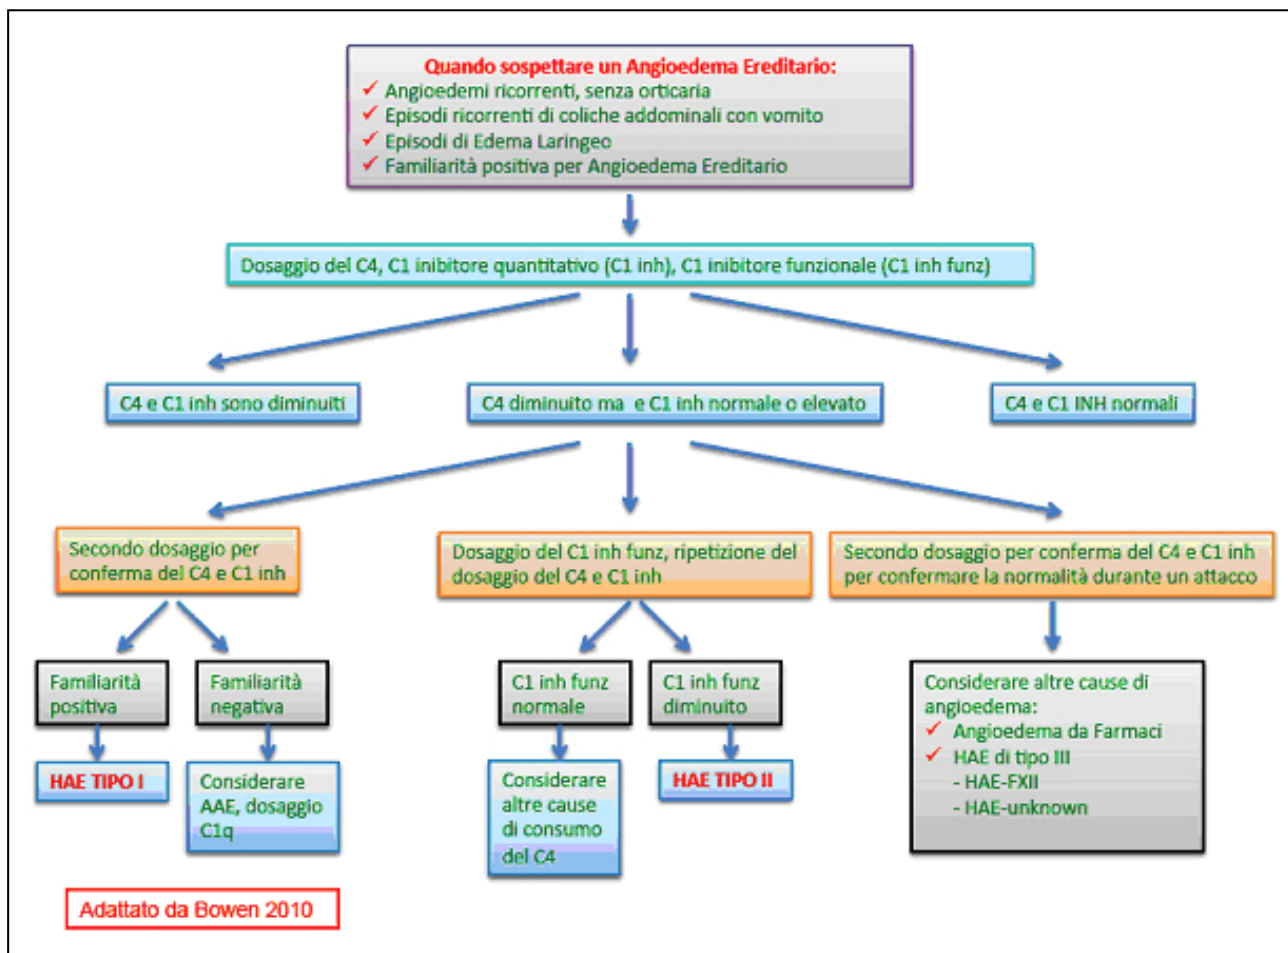 Quando sospettare un Angioedema Ereditario:
✓ Angioedemi ricorrenti, senza orticaria
✓ Episodi ricorrenti di coliche addominali con vomito
✓ Episodi di Edema Laringeo
✓ Familiarità positiva per Angioedema Ereditario
Dosaggio del C4, C1 inibitore quantitativo (C1 inh), C1 inibitore funzionale (C1 inh funz)
C4 e C1 inh sono diminuiti
C4 diminuito ma e C1 inh normale o elevato
C4 e C1 INH normali
Secondo dosaggio per
conferma del C4 e C1 inh
Dosaggio del C1 inh funz, ripetizione del
dosaggio del C4 e C1 inh
Secondo dosaggio per conferma del C4 e C1 inh
per confermare la normalità durante un attacco
Familiarità
positiva
Familiarità
negativa
C1 inh funz
normale
C1 inh funz
diminuito
Considerare altre cause di
angioedema:
✓ Angioedema da Farmaci
✓ HAE di tipo III
- HAE-FXII
- HAE-unknown
HAE TIPO I
Considerare
AAE, dosaggio
C1q
Considerare
altre cause
di consumo
del C4
HAE TIPO II
Adattato da Bowen 2010